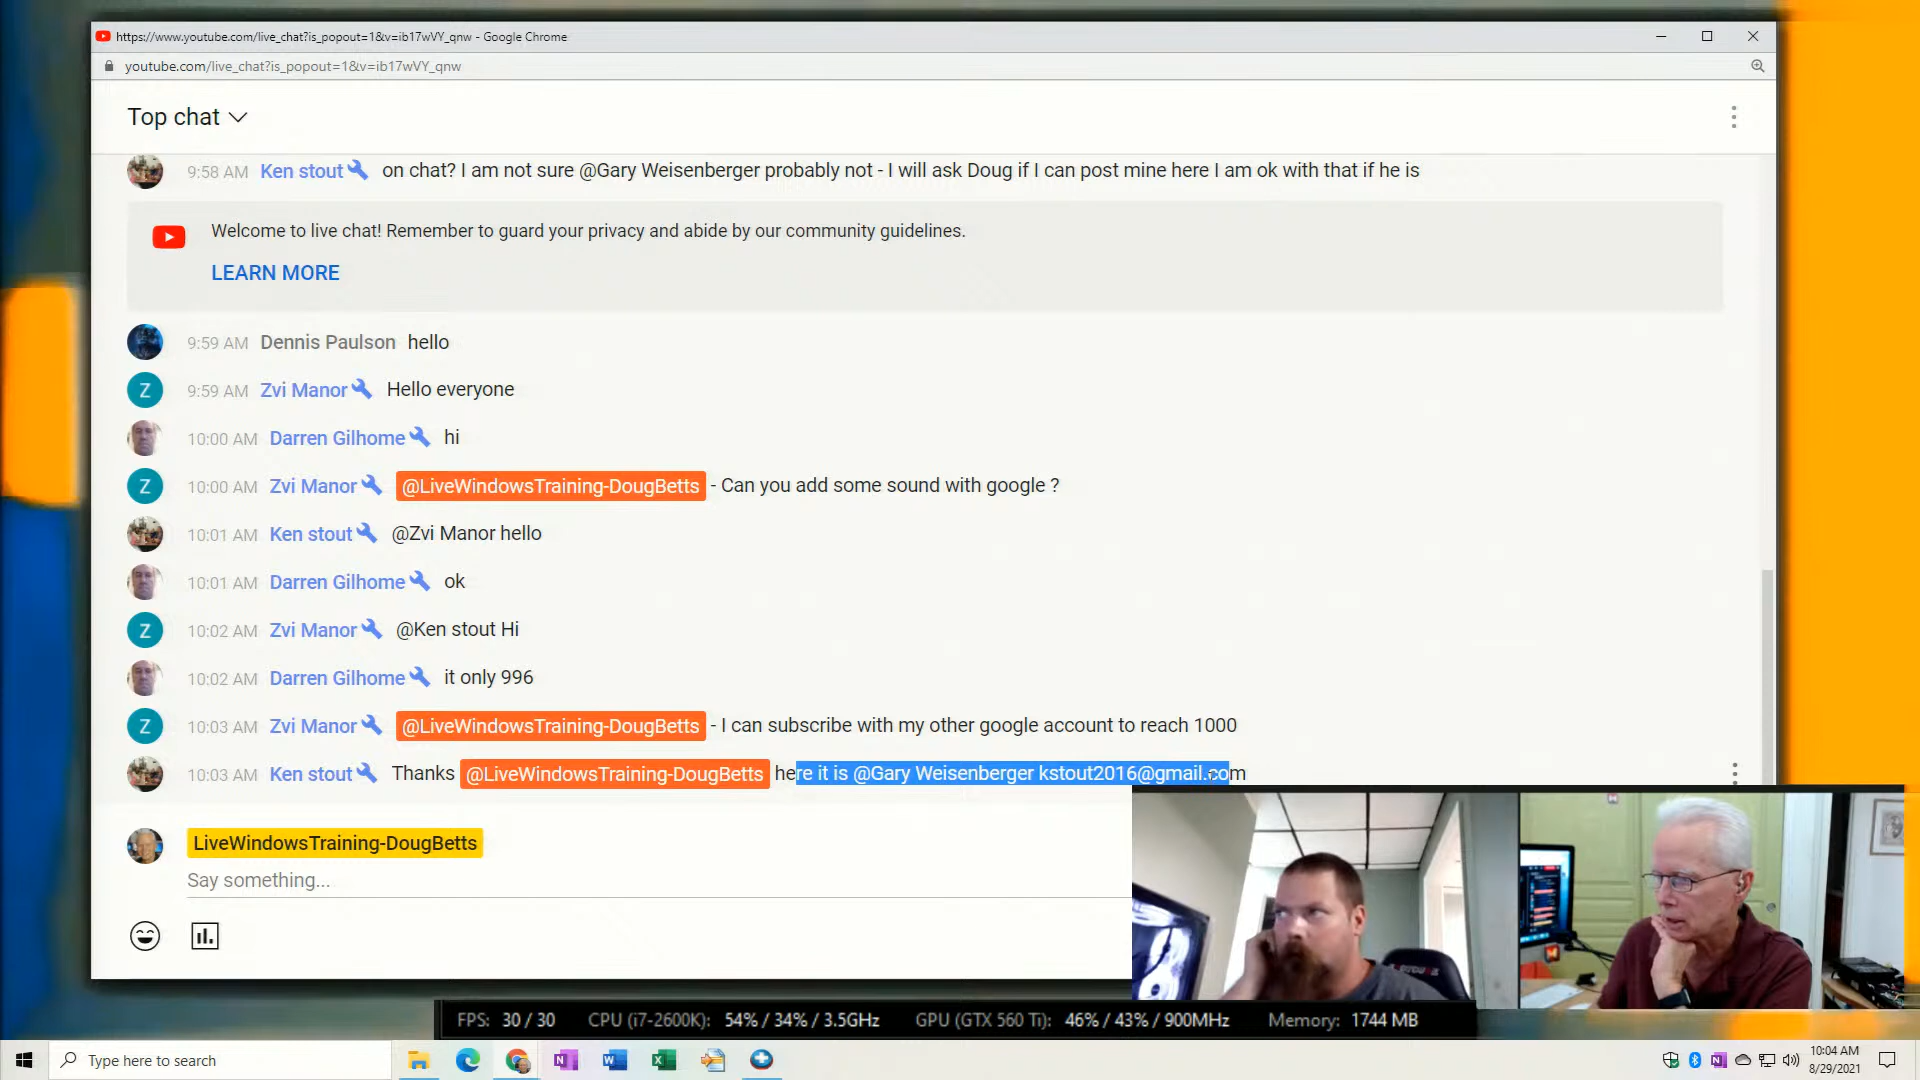 https://www.youtube.com/live_chat?is_popout=1&v=ib17wVY_qnw - Google Chrome
youtube.com/live_chat?is_popout=1&v=ib17wVY_qnw
Top chat
9:58 AM Ken stout on chat? I am not sure @Gary Weisenberger probably not - I will ask Doug if I can post mine here I am ok with that if he is
Welcome to live chat! Remember to guard your privacy and abide by our community guidelines.
LEARN MORE
9:59 AM Dennis Paulson hello
Z 9:59 AM Zvi Manor Hello everyone
10:00 AM Darren Gilhome hi
Z 10:00 AM Zvi Manor @LiveWindowsTraining-DougBetts - Can you add some sound with google ?
10:01 AM Ken stout @Zvi Manor hello
10:01 AM Darren Gilhome ok
Z 10:02 AM Zvi Manor @Ken stout Hi
10:02 AM Darren Gilhome it only 996
Z 10:03 AM Zvi Manor @LiveWindowsTraining-DougBetts - I can subscribe with my other google account to reach 1000
10:03 AM Ken stout Thanks @LiveWindowsTraining-DougBetts here it is @Gary Weisenberger kstout2016@gmail.com
LiveWindowsTraining-DougBetts
Say something...
FPS: 30 / 30 CPU (i7-2600K): 54% / 34% / 3.5GHz GPU (GTX 560 Ti): 46% / 43% / 900MHz Memory: 1744 MB
Type here to search
10:04 AM
8/29/2021